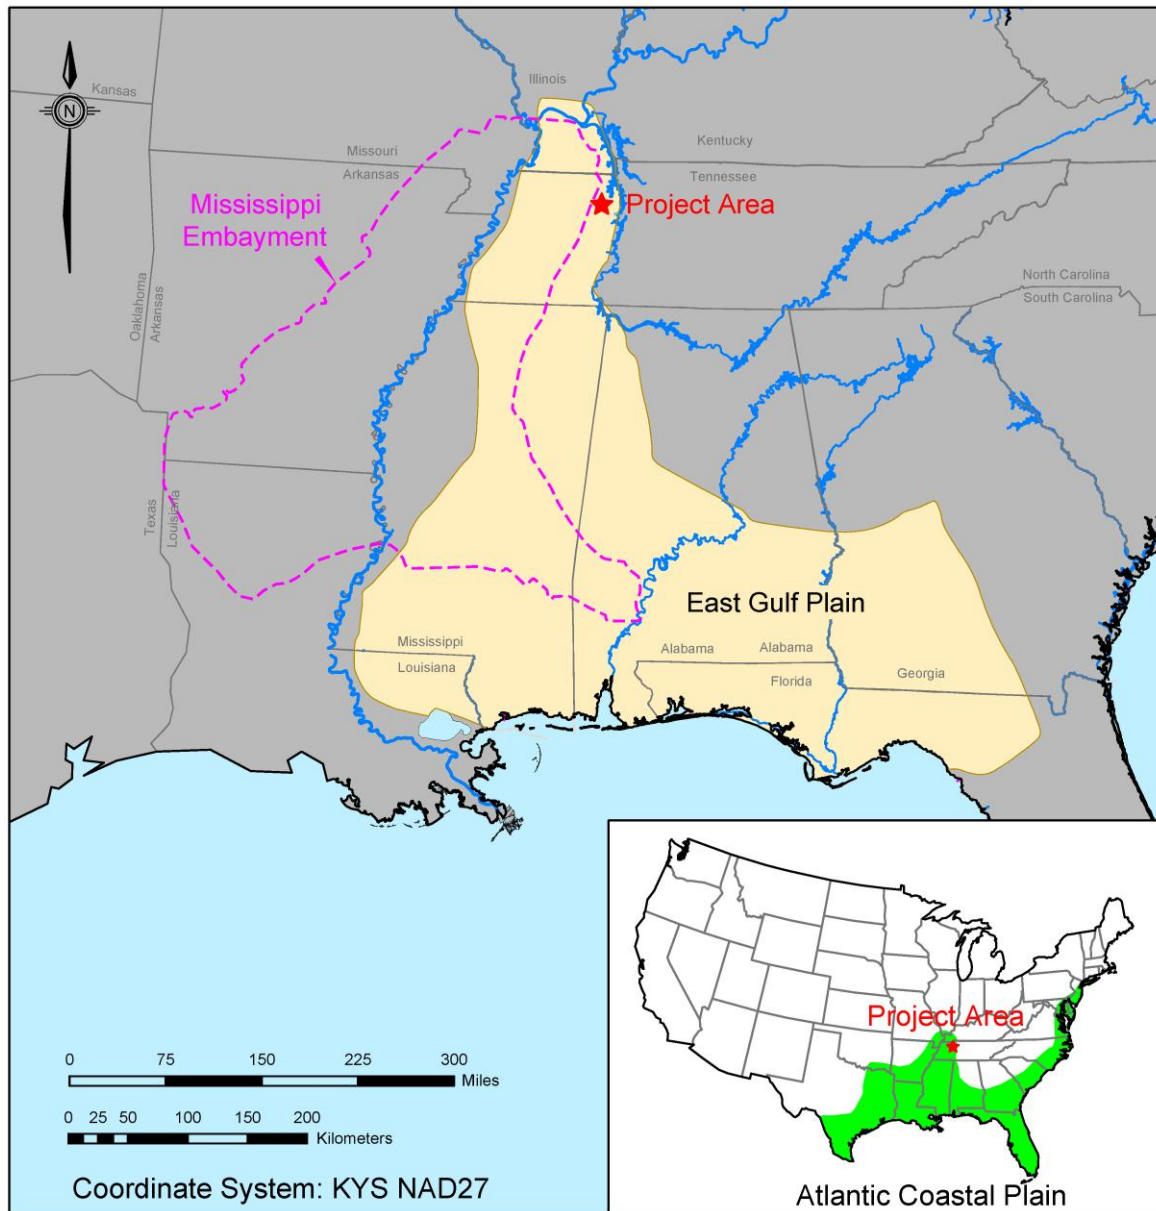 Illinois
Kansas
N
Missouri
Arkansas
Kentucky
Tennessee
Mississippi
Embayment
Project Area
North Carolina
South Carolina
Oaklahoma
Arkansas
Texas
Louisiana
East Gulf Plain
Mississippi
Louisiana
Alabama
Alabama
Florida
Georgia
0 75 150 225 300
Miles
0 25 50 100 150 200
Kilometers
Coordinate System: KYS NAD27
Project Area
Atlantic Coastal Plain